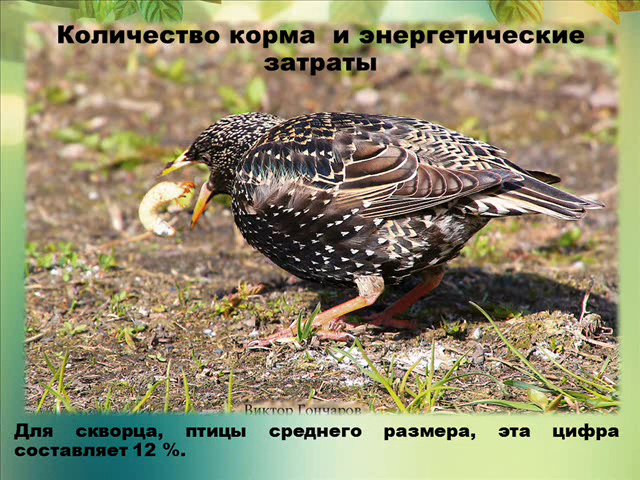 Количество корма и энергетические
затраты
Виктор Гончаров
Для скворца, птицы среднего размера, эта цифра
составляет 12 %.